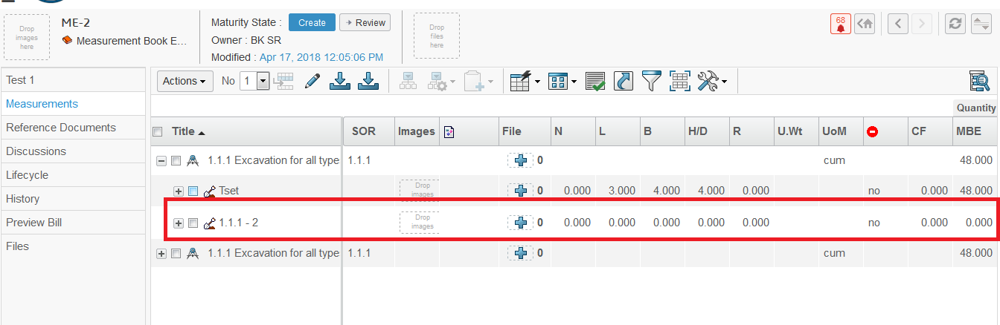 Drop
images
here
ME-2
Measurement Book E...
Maturity State :
Create
Review
Owner : BK SR
Modified : Apr 17, 2018 12:05:06 PM
Drop
files
here
68
Test 1
Measurements
Reference Documents
Discussions
Lifecycle
History
Preview Bill
Files
Actions
No 1
Quantity
Title SOR Images File N L B H/D R U.Wt UoM CF MBE
1.1.1 Excavation for all type 1.1.1 0 cum 48.000
Tset Drop images 0 0.000 3.000 4.000 4.000 0.000 no 0.000 48.000
1.1.1 - 2 Drop images 0 0.000 0.000 0.000 0.000 0.000 no 0.000 0.000
1.1.1 Excavation for all type 1.1.1 0 cum 48.000